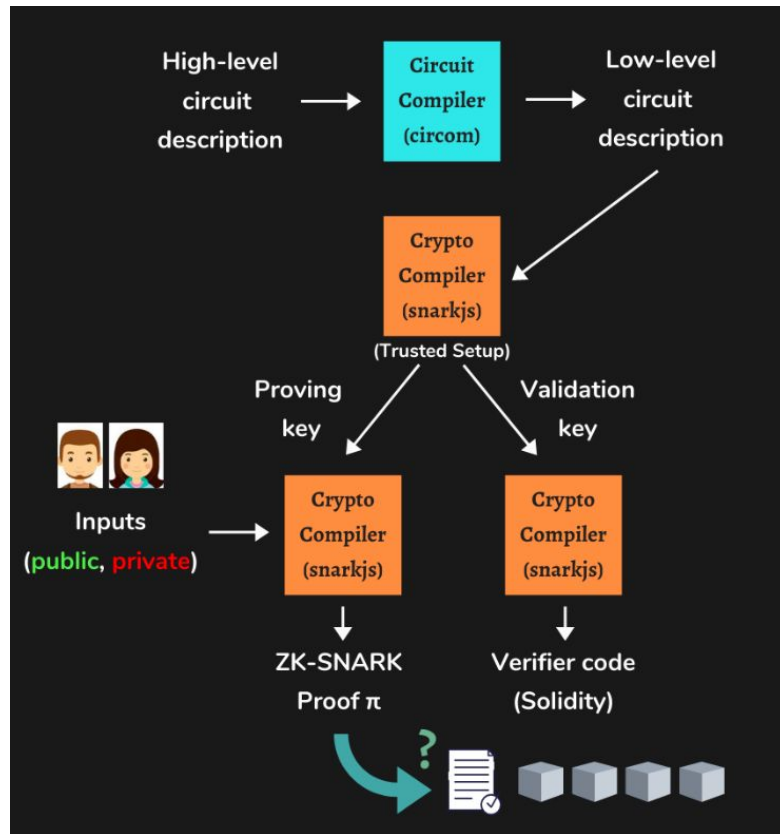 High-level
circuit
description
Circuit
Compiler
(circom)
Low-level
circuit
description
Crypto
Compiler
(snarkjs)
(Trusted Setup)
Proving
key
Validation
key
Inputs
(public, private)
Crypto
Compiler
(snarkjs)
Crypto
Compiler
(snarkjs)
ZK-SNARK
Proof π
Verifier code
(Solidity)
?